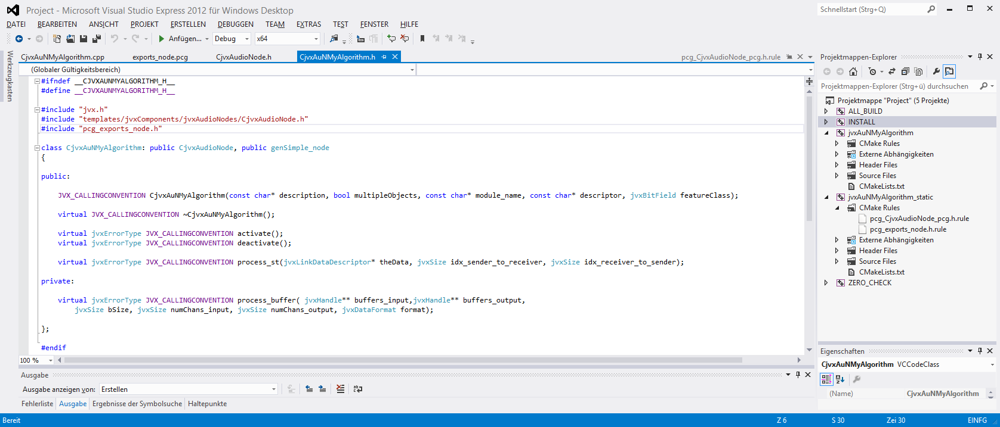 Project - Microsoft Visual Studio Express 2012 für Windows Desktop
Schnellstart (Strg+Q)
DATEI BEARBEITEN ANSICHT PROJEKT ERSTELLEN DEBUGGEN TEAM EXTRAS TEST FENSTER HILFE
Anfügen... Debug x64
Werkzeugkasten
CjvxAuNMyAlgorithm.cpp exports_node.pcg CjvxAudioNode.h CjvxAuNMyAlgorithm.h pcg_CjvxAudioNode_pcg.h.rule
(Globaler Gültigkeitsbereich)
#ifndef __CJVXAUNMYALGORITHM_H__
#define __CJVXAUNMYALGORITHM_H__
#include "jvx.h"
#include "templates/jvxComponents/jvxAudioNodes/CjvxAudioNode.h"
#include "pcg_exports_node.h"
class CjvxAuNMyAlgorithm: public CjvxAudioNode, public genSimple_node
{
public:
JVX_CALLINGCONVENTION CjvxAuNMyAlgorithm(const char* description, bool multipleObjects, const char* module_name, const char* descriptor, jvxBitField featureClass);
virtual JVX_CALLINGCONVENTION ~CjvxAuNMyAlgorithm();
virtual jvxErrorType JVX_CALLINGCONVENTION activate();
virtual jvxErrorType JVX_CALLINGCONVENTION deactivate();
virtual jvxErrorType JVX_CALLINGCONVENTION process_st(jvxLinkDataDescriptor* theData, jvxSize idx_sender_to_receiver, jvxSize idx_receiver_to_sender);
private:
virtual jvxErrorType JVX_CALLINGCONVENTION process_buffer( jvxHandle** buffers_input,jvxHandle** buffers_output,
jvxSize bSize, jvxSize numChans_input, jvxSize numChans_output, jvxDataFormat format);
};
#endif
100 %
Ausgabe
Ausgabe anzeigen von: Erstellen
Fehlerliste Ausgabe Ergebnisse der Symbolsuche Haltepunkte
Projektmappen-Explorer
Projektmappen-Explorer (Strg+ü) durchsuchen
Projektmappe "Project" (5 Projekte)
ALL_BUILD
INSTALL
jvxAuNMyAlgorithm
CMake Rules
Externe Abhängigkeiten
Header Files
Source Files
CMakeLists.txt
jvxAuNMyAlgorithm_static
CMake Rules
pcg_CjvxAudioNode_pcg.h.rule
pcg_exports_node.h.rule
Externe Abhängigkeiten
Header Files
Source Files
CMakeLists.txt
ZERO_CHECK
Eigenschaften
CjvxAuNMyAlgorithm VCCodeClass
(Name) CjvxAuNMyAlgorithm
Bereit Z 6 S 30 Zei 30 EINFG